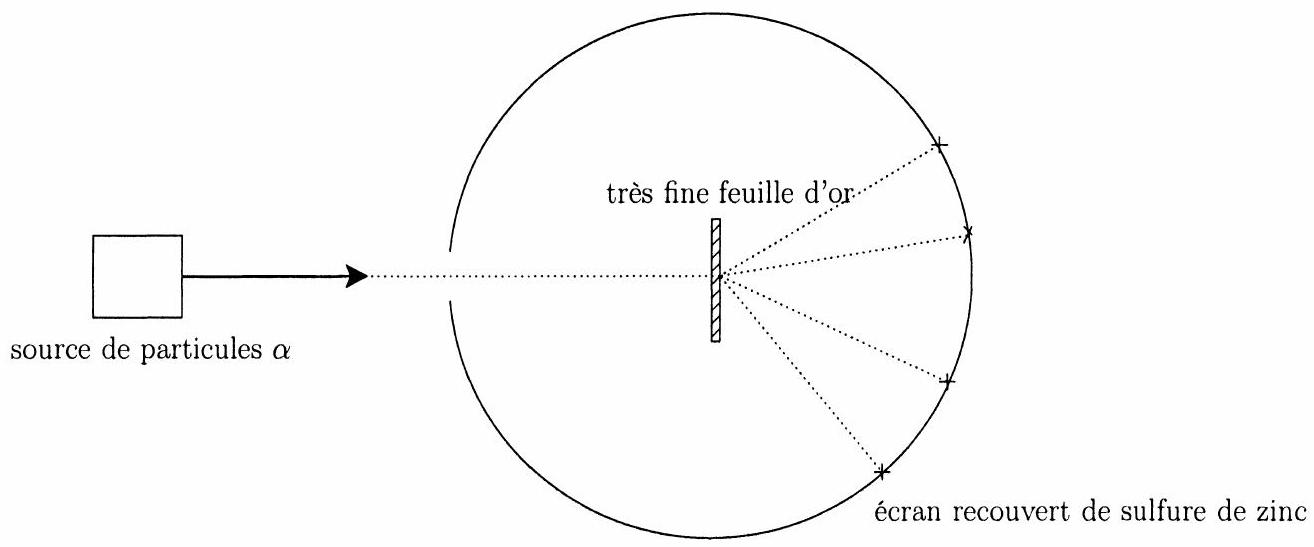 très fine feuille d'or
source de particules α
écran recouvert de sulfure de zinc